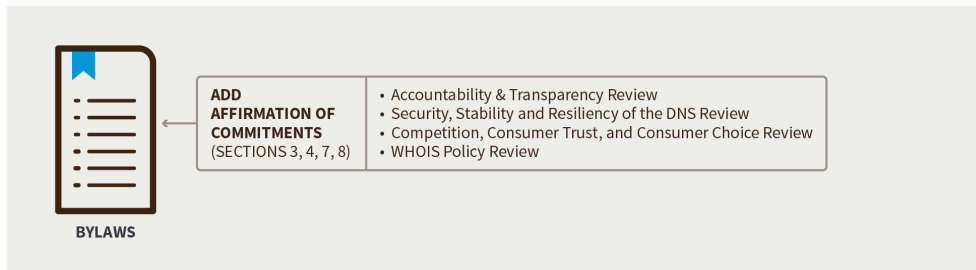 ADD
AFFIRMATION OF
COMMITMENTS
(SECTIONS 3, 4, 7, 8)
• Accountability & Transparency Review
• Security, Stability and Resiliency of the DNS Review
• Competition, Consumer Trust, and Consumer Choice Review
• WHOIS Policy Review
BYLAWS